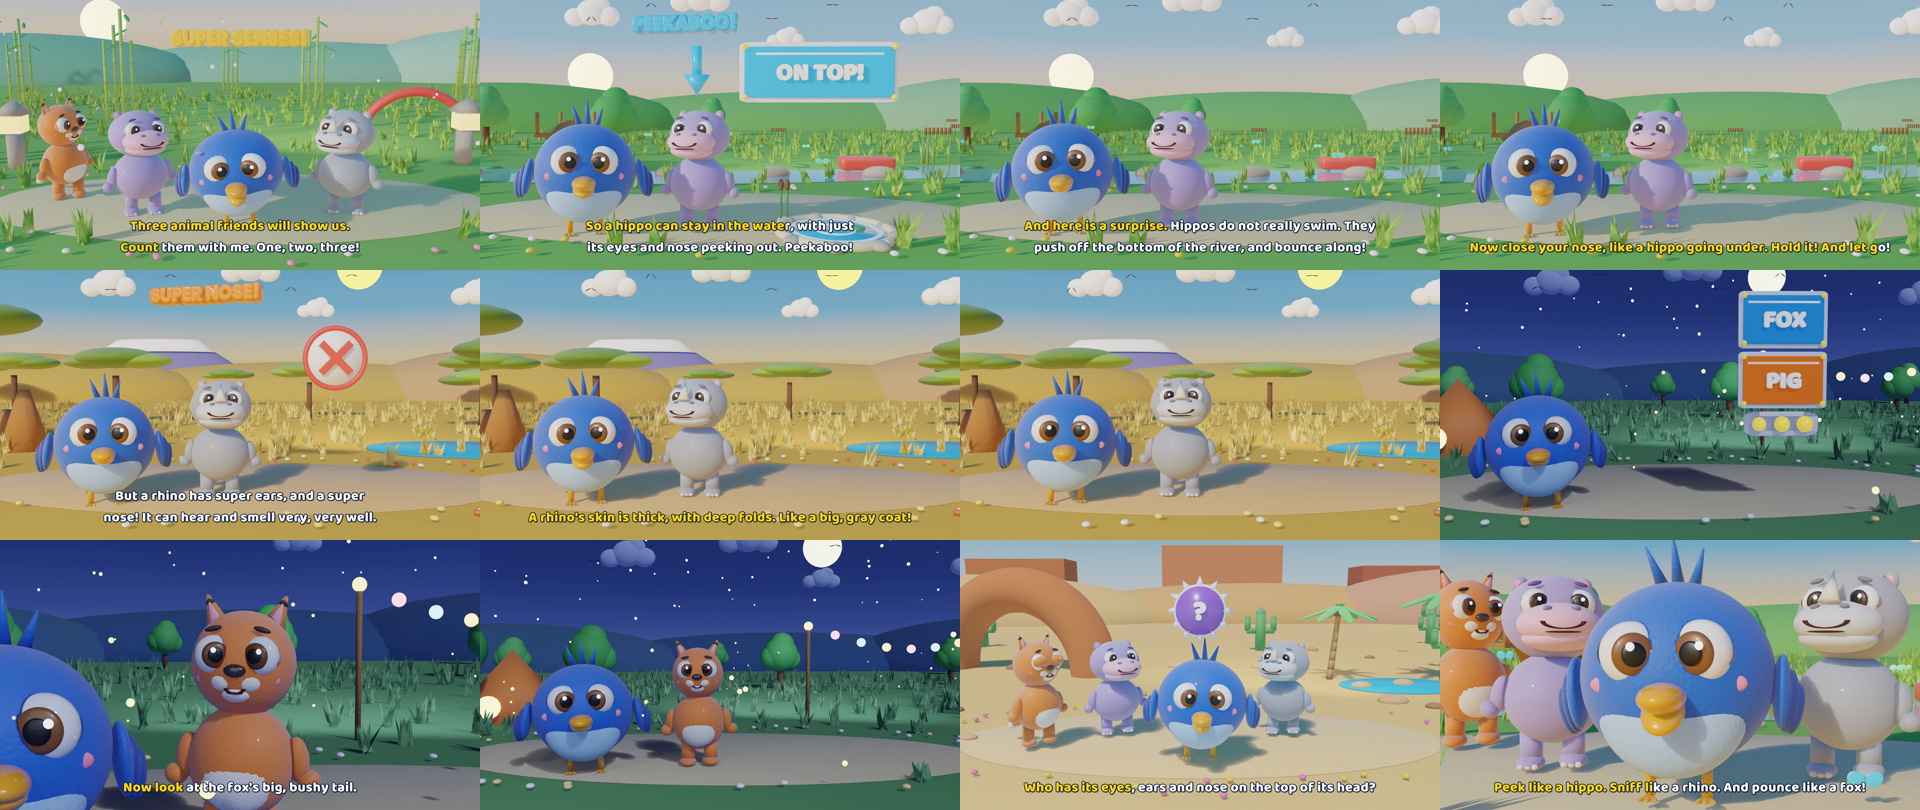 SUPER SENSES!
Three animal friends will show us.
Count them with me. One, two, three!
PEEKABOO!
ON TOP!
So a hippo can stay in the water, with just
its eyes and nose peeking out. Peekaboo!
And here is a surprise. Hippos do not really swim. They
push off the bottom of the river, and bounce along!
Now close your nose, like a hippo going under. Hold it! And let go!
SUPER NOSE!
But a rhino has super ears, and a super
nose! It can hear and smell very, very well.
A rhino's skin is thick, with deep folds. Like a big, gray coat!
FOX
PIG
Now look at the fox's big, bushy tail.
?
Who has its eyes, ears and nose on the top of its head?
Peek like a hippo. Sniff like a rhino. And pounce like a fox!